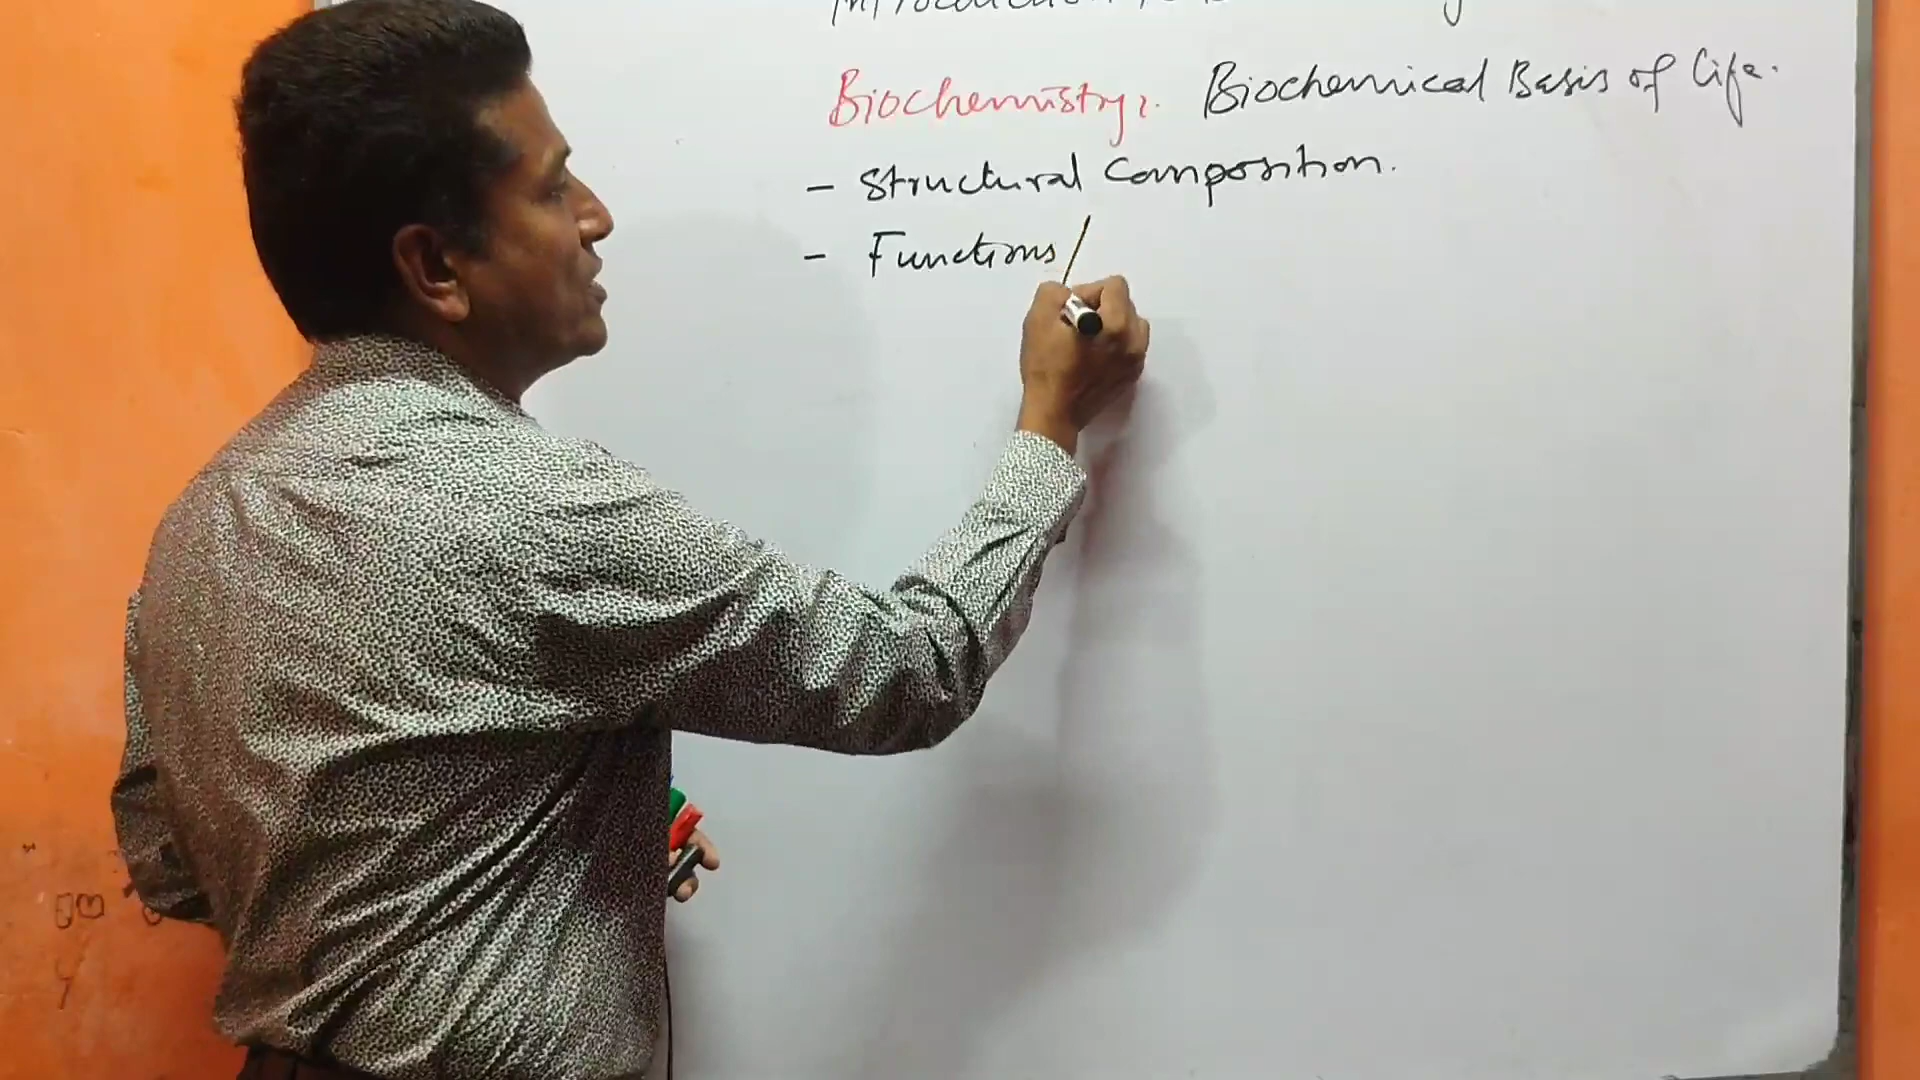 Introduction to
Biochemistry:  Biochemical Basis of Life.
- Structural Composition.
- Functions /